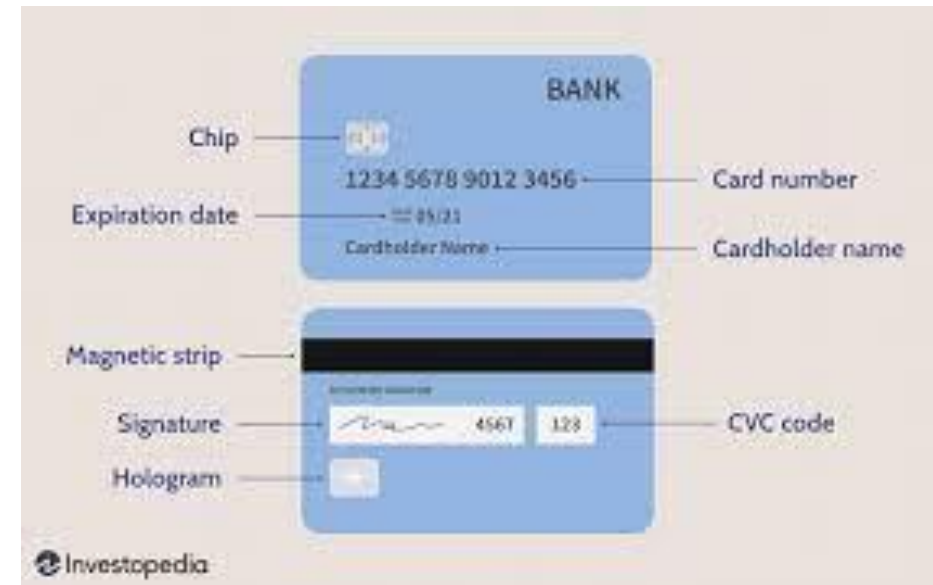 BANK
Chip
1234 5678 9012 3456
Card number
Expiration date
05/21
Cardholder Name
Cardholder name
Magnetic strip
Signature
4567
123
CVC code
Hologram
Investopedia